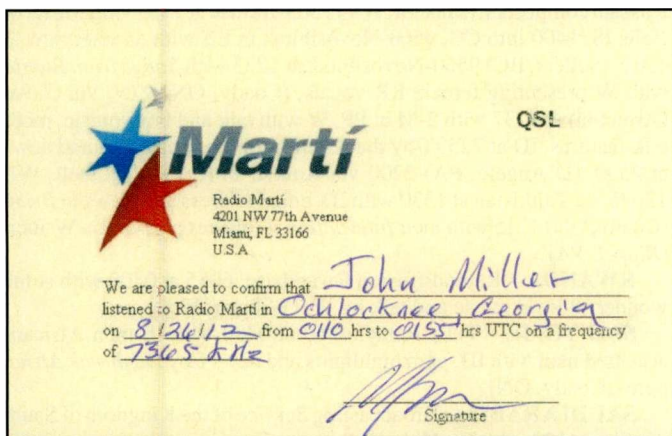 QSL
Martí
Radio Martí
4201 NW 77th Avenue
Miami, FL 33166
U.S.A
We are pleased to confirm that John Miller
listened to Radio Martí in Ochlocknee, Georgia
on 8/26/12 from 0110 hrs to 0155 hrs UTC on a frequency
of 7365 kHz
Signature